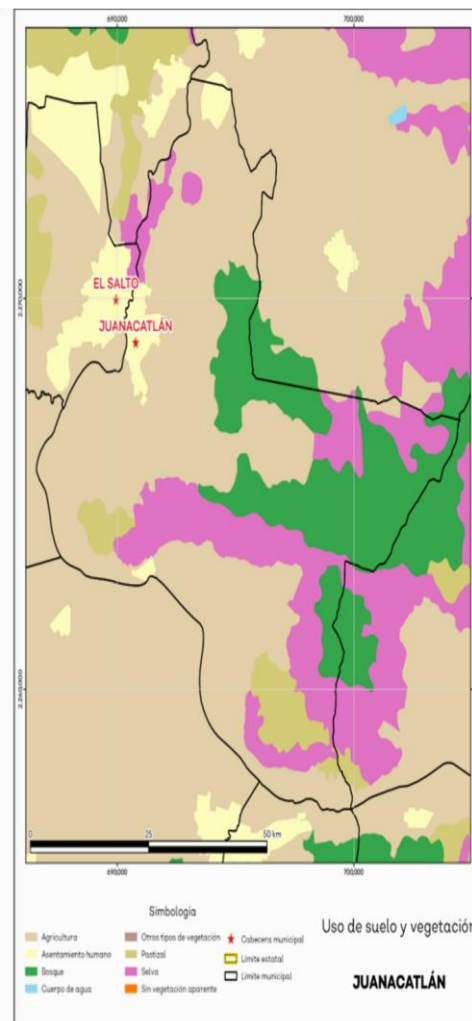 690,000 700,000
2,270,000
EL SALTO
JUANACATLÁN
2,260,000
0 25 50 km
690,000 700,000
Simbología
Agricultura
Asentamiento humano
Bosque
Cuerpo de agua
Otros tipos de vegetación
Pastizal
Selva
Sin vegetación aparente
Cabecera municipal
Límite estatal
Límite municipal
Uso de suelo y vegetación
JUANACATLÁN